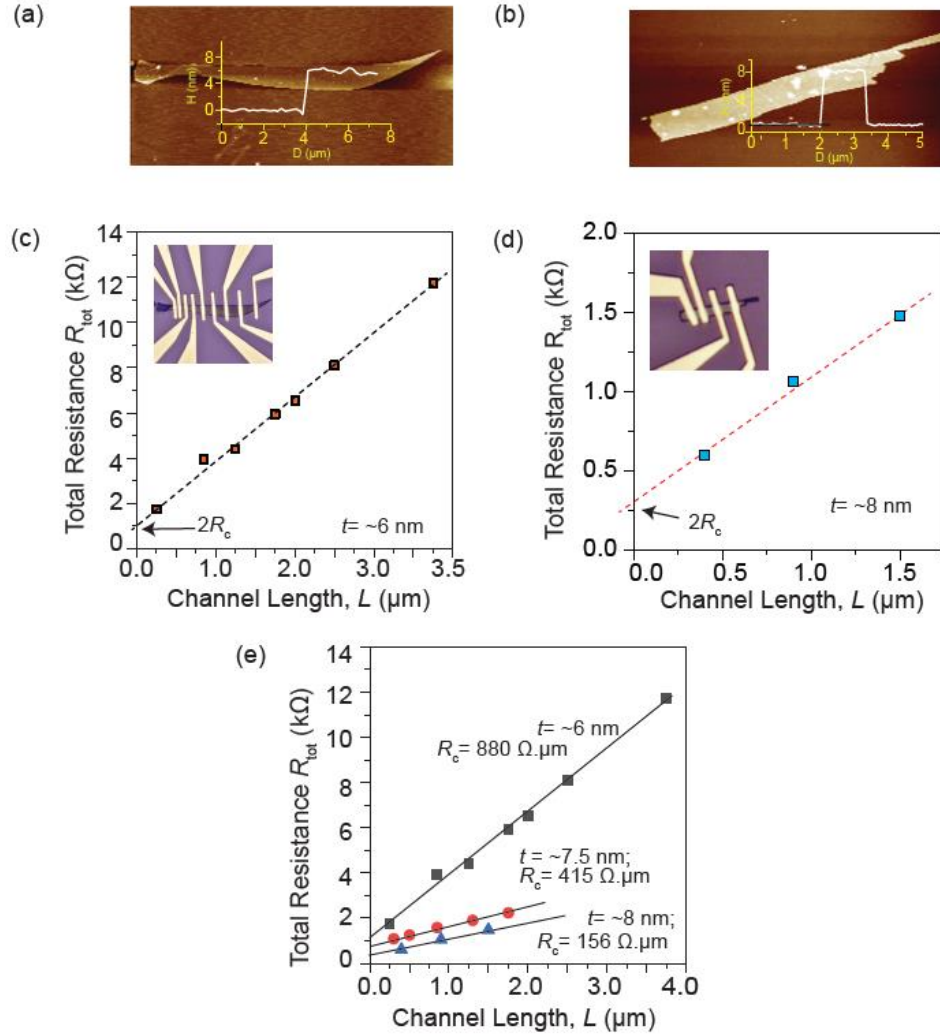 (a)
(b)
8
4
0
H (nm)
0 2 4 6 8
D (µm)
8
4
0
0 1 2 3 4 5
D (µm)
(c)
14
12
10
8
6
4
2
0
Total Resistance R_tot (kΩ)
2R_c
t= ~6 nm
0.0 1.0 2.0 3.0 3.5
Channel Length, L (µm)
(d)
2.0
1.5
1.0
0.5
0.0
Total Resistance R_tot (kΩ)
2R_c
t= ~8 nm
0.0 0.5 1.0 1.5
Channel Length, L (µm)
(e)
14
12
10
8
6
4
2
0
Total Resistance R_tot (kΩ)
t= ~6 nm
R_c= 880 Ω.µm
t = ~7.5 nm;
R_c= 415 Ω.µm
t= ~8 nm;
R_c= 156 Ω.µm
0.0 1.0 2.0 3.0 4.0
Channel Length, L (µm)